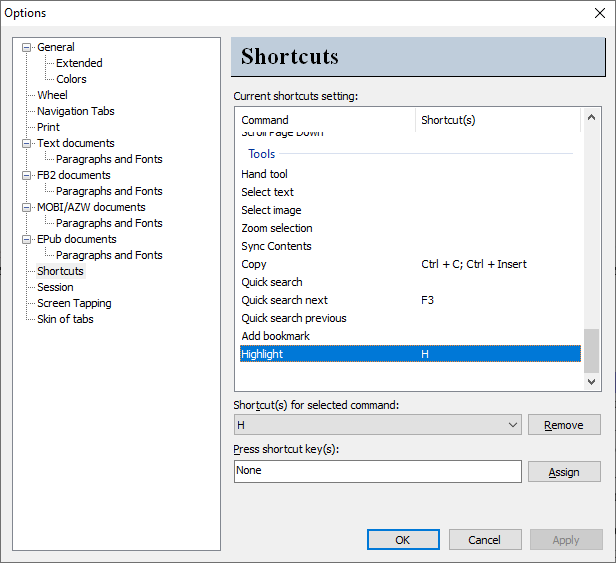 Options
General
Extended
Colors
Wheel
Navigation Tabs
Print
Text documents
Paragraphs and Fonts
FB2 documents
Paragraphs and Fonts
MOBI/AZW documents
Paragraphs and Fonts
EPub documents
Paragraphs and Fonts
Shortcuts
Session
Screen Tapping
Skin of tabs
Shortcuts
Current shortcuts setting:
Command Shortcut(s)
Scroll Page Down
Tools
Hand tool
Select text
Select image
Zoom selection
Sync Contents
Copy Ctrl + C; Ctrl + Insert
Quick search
Quick search next F3
Quick search previous
Add bookmark
Highlight H
Shortcut(s) for selected command:
H Remove
Press shortcut key(s):
None Assign
OK Cancel Apply